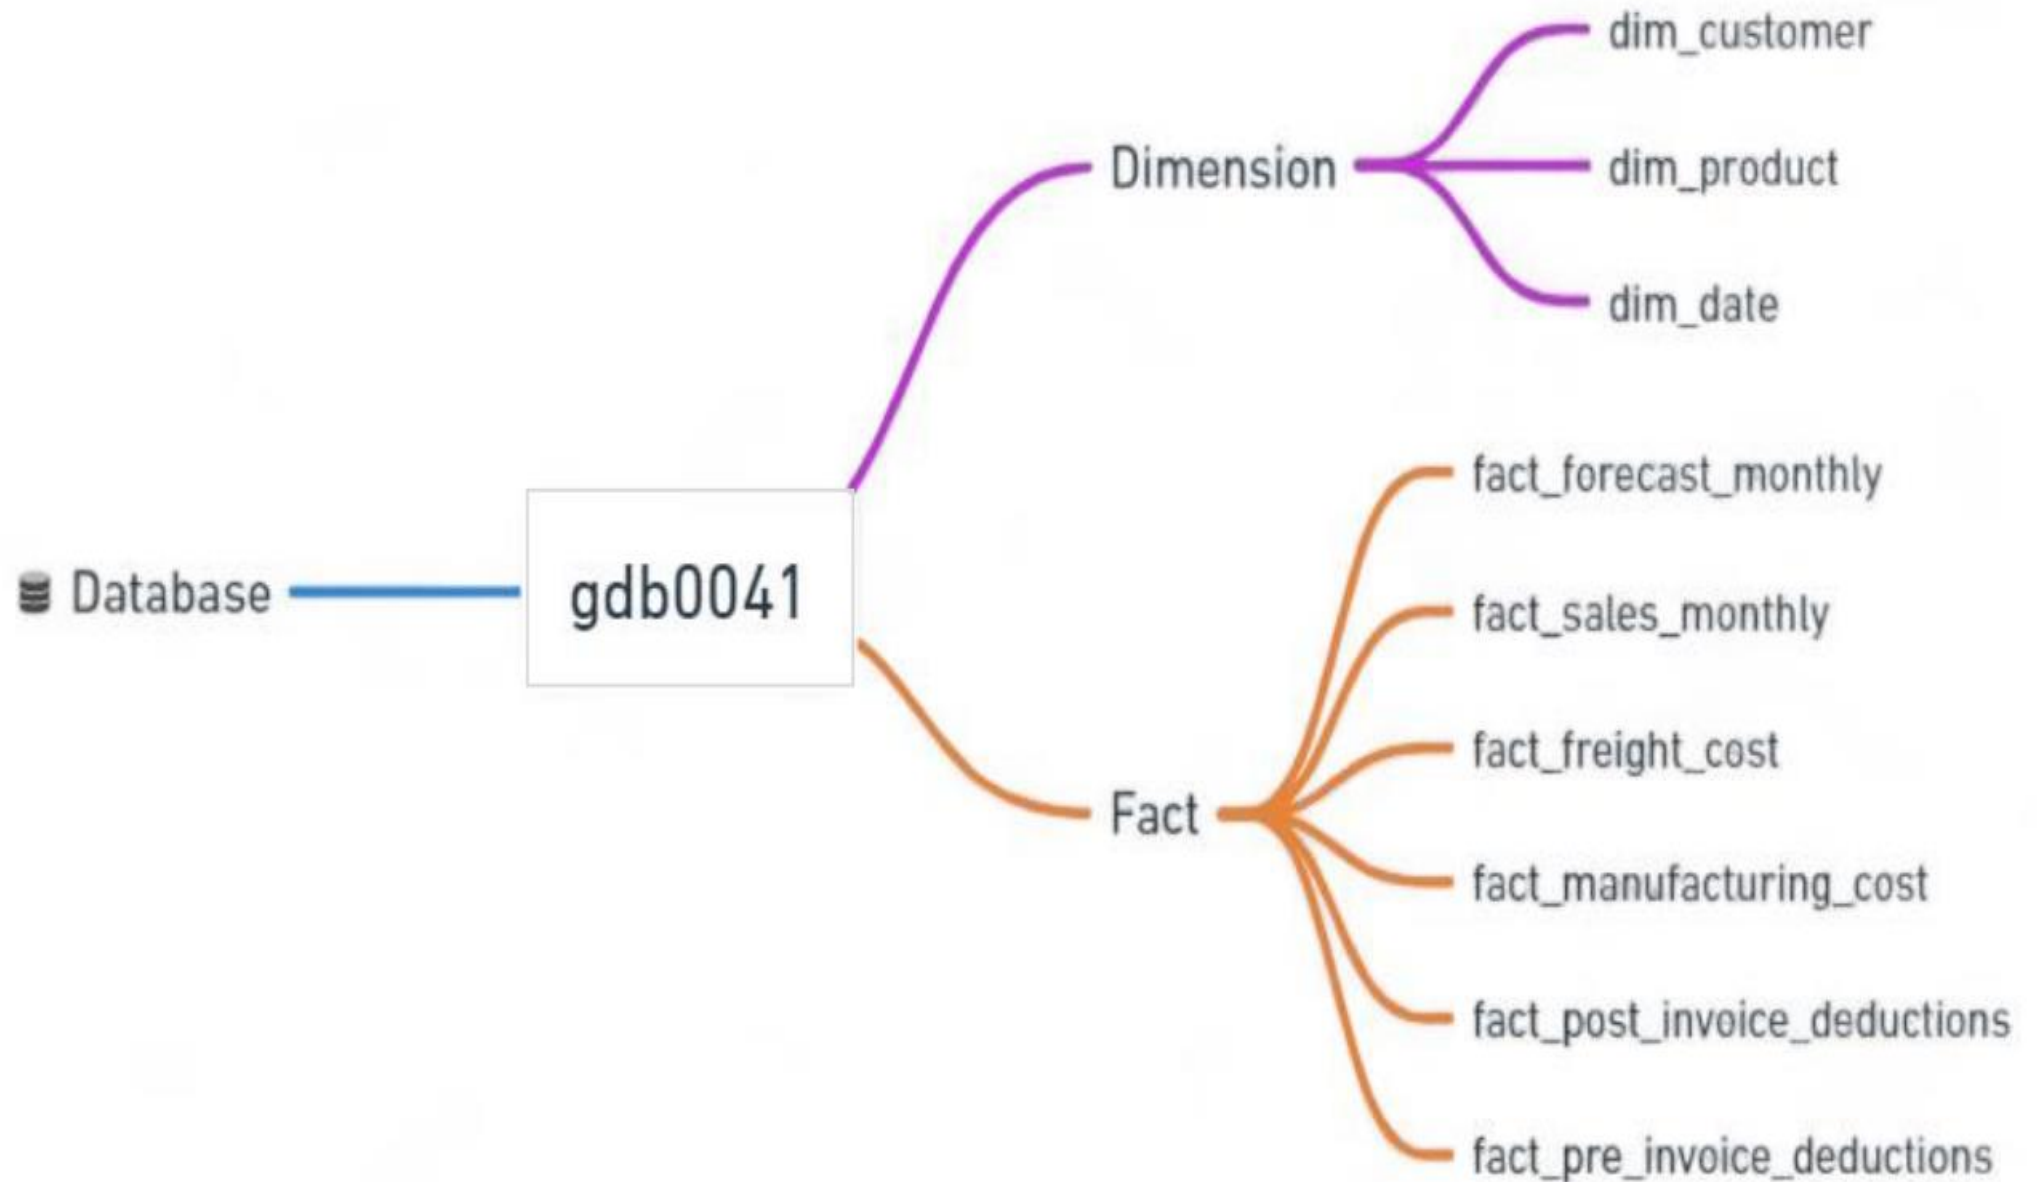 dim_customer
Dimension
dim_product
dim_date
Database
gdb0041
fact_forecast_monthly
fact_sales_monthly
fact_freight_cost
Fact
fact_manufacturing_cost
fact_post_invoice_deductions
fact_pre_invoice_deductions